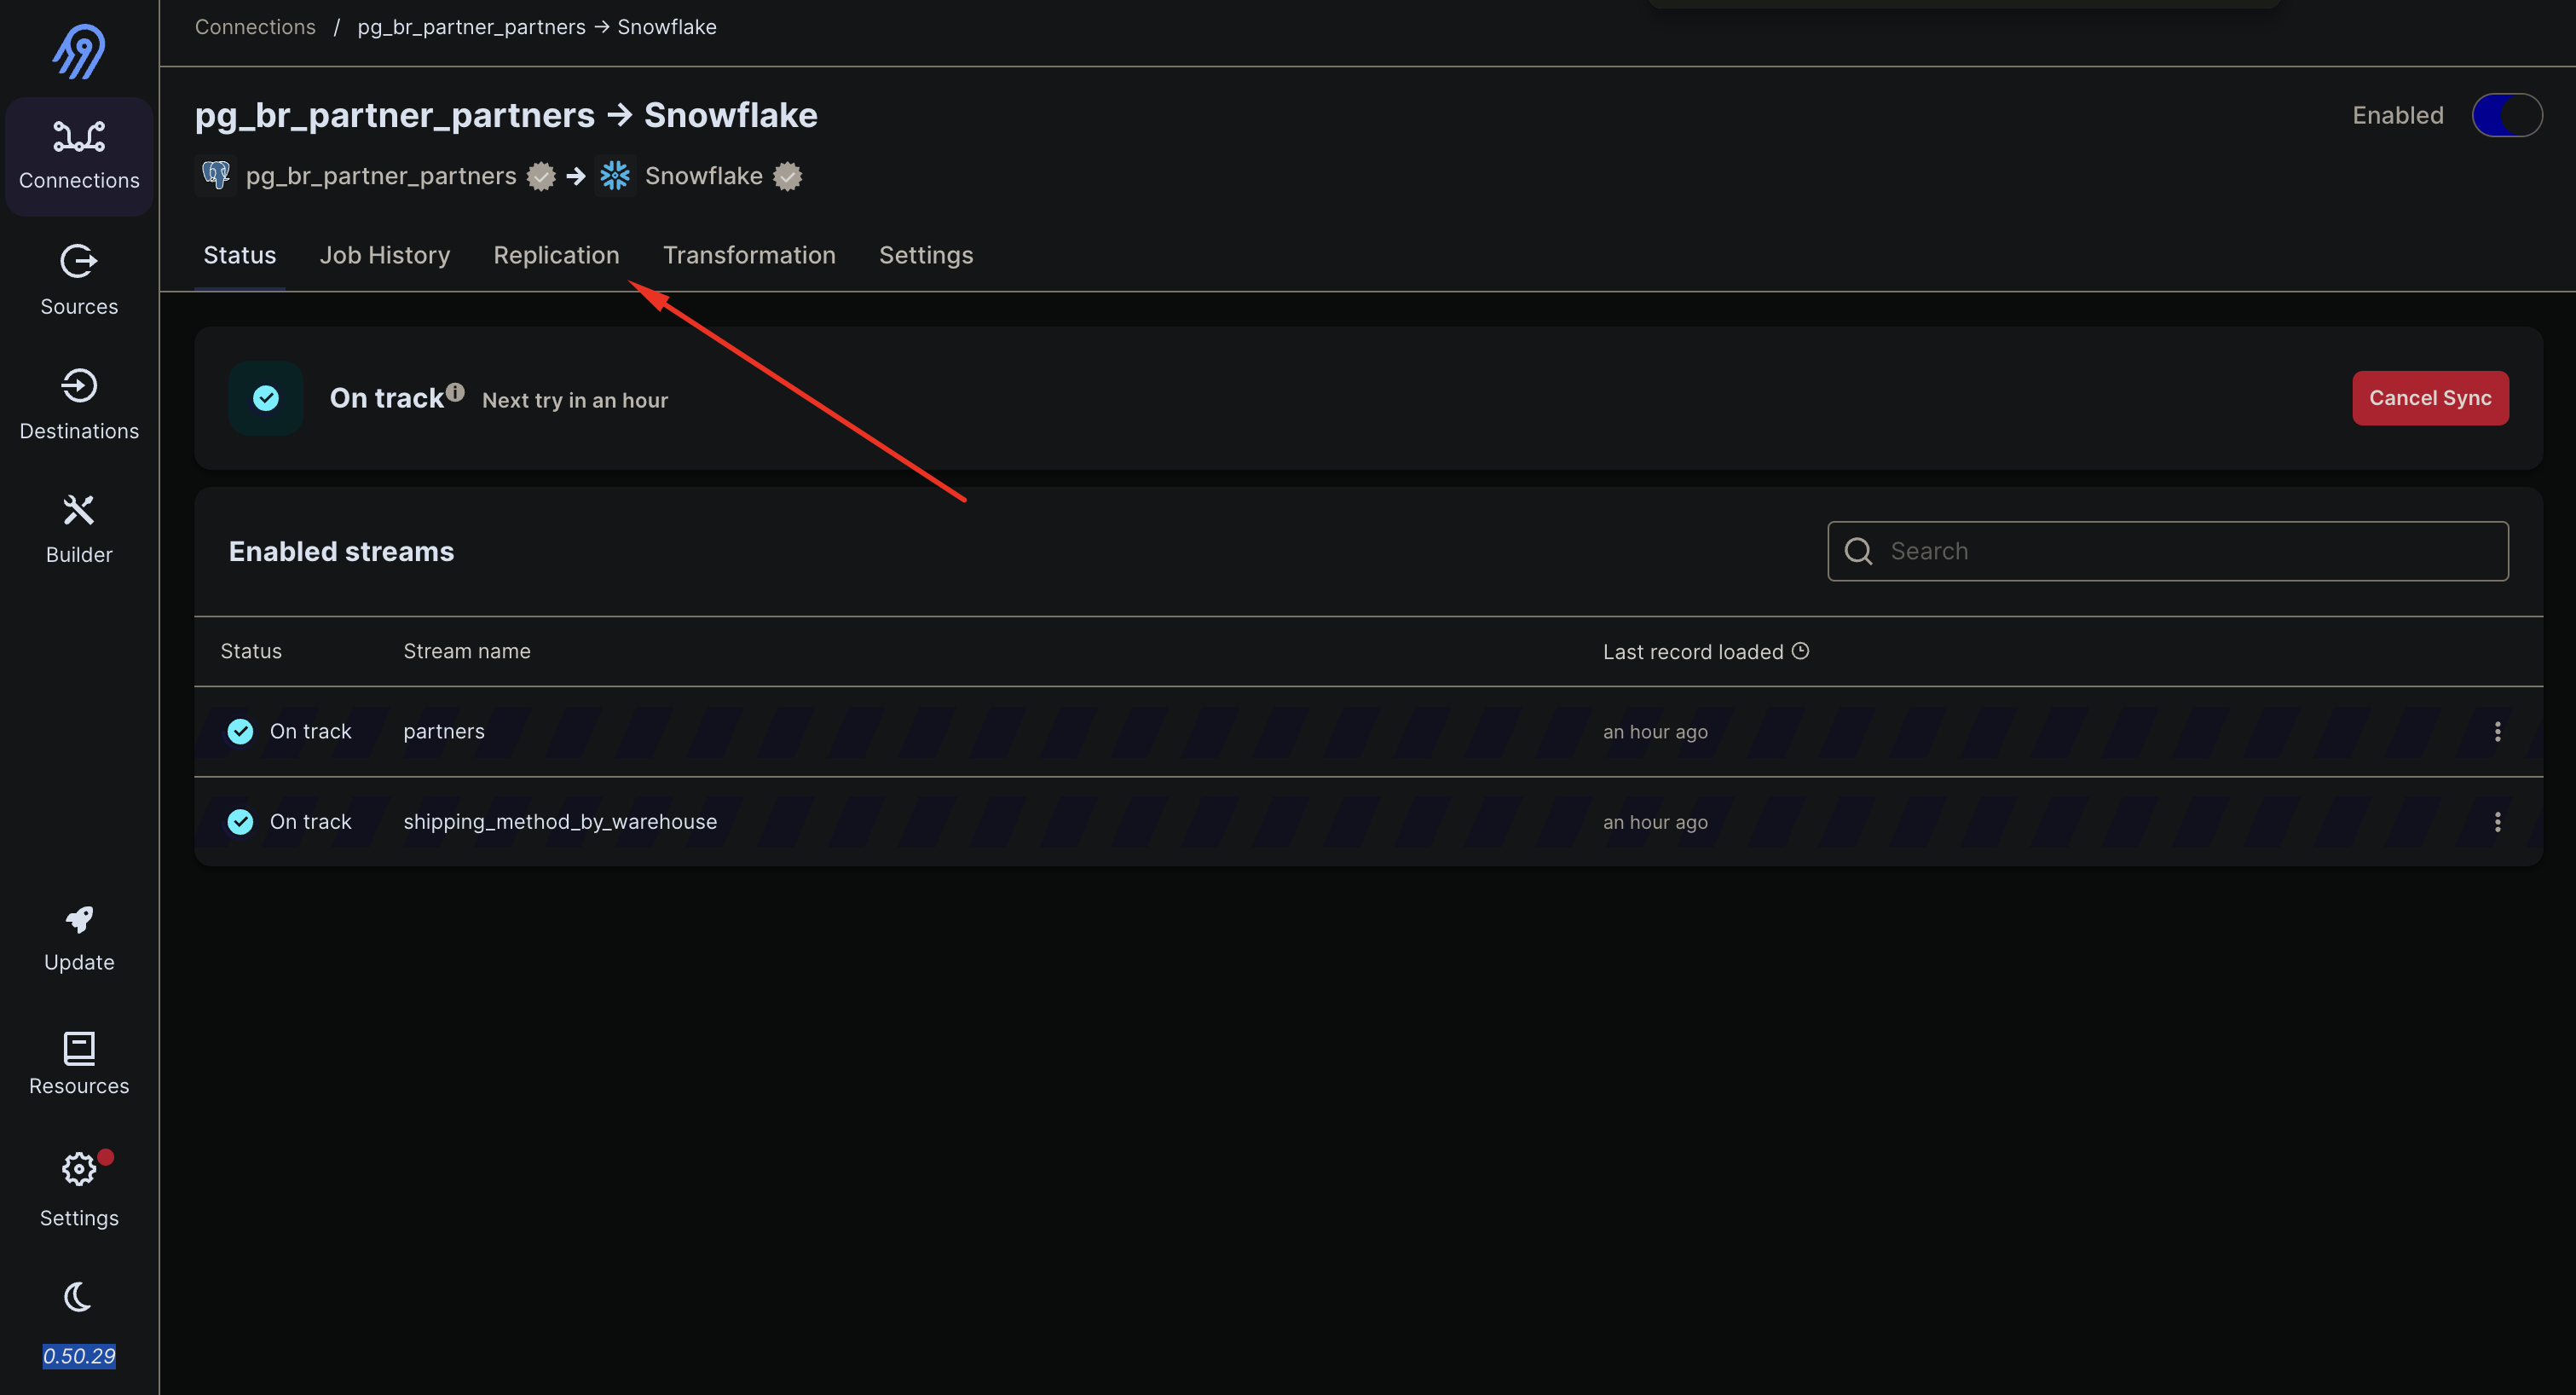 Connections / pg_br_partner_partners → Snowflake
pg_br_partner_partners → Snowflake
Enabled
pg_br_partner_partners → Snowflake
Status Job History Replication Transformation Settings
On track Next try in an hour
Cancel Sync
Enabled streams
Search
Status Stream name Last record loaded
On track partners an hour ago
On track shipping_method_by_warehouse an hour ago
Connections
Sources
Destinations
Builder
Update
Resources
Settings
0.50.29